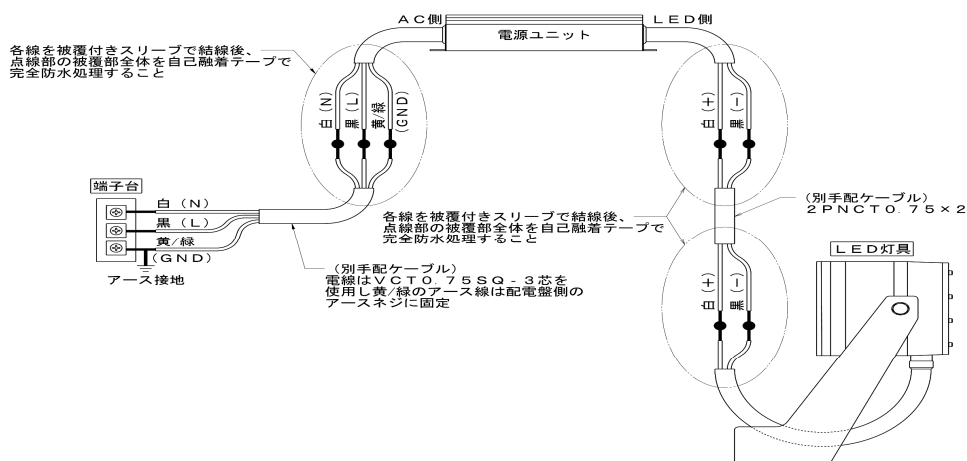 AC側
電源ユニット
LED側
各線を被覆付きスリーブで結線後、
点線部の被覆部全体を自己融着テープで
完全防水処理すること
白(N)
黒(L)
黄/緑
(GND)
白(+)
黒(-)
端子台
白(N)
黒(L)
黄/緑
(GND)
アース接地
(別手配ケーブル)
電線はVCT0.75SQ-3芯を
使用し黄/緑のアース線は配電盤側の
アースネジに固定
各線を被覆付きスリーブで結線後、
点線部の被覆部全体を自己融着テープで
完全防水処理すること
(別手配ケーブル)
2PNCT0.75×2
LED灯具
白(+)
黒(-)